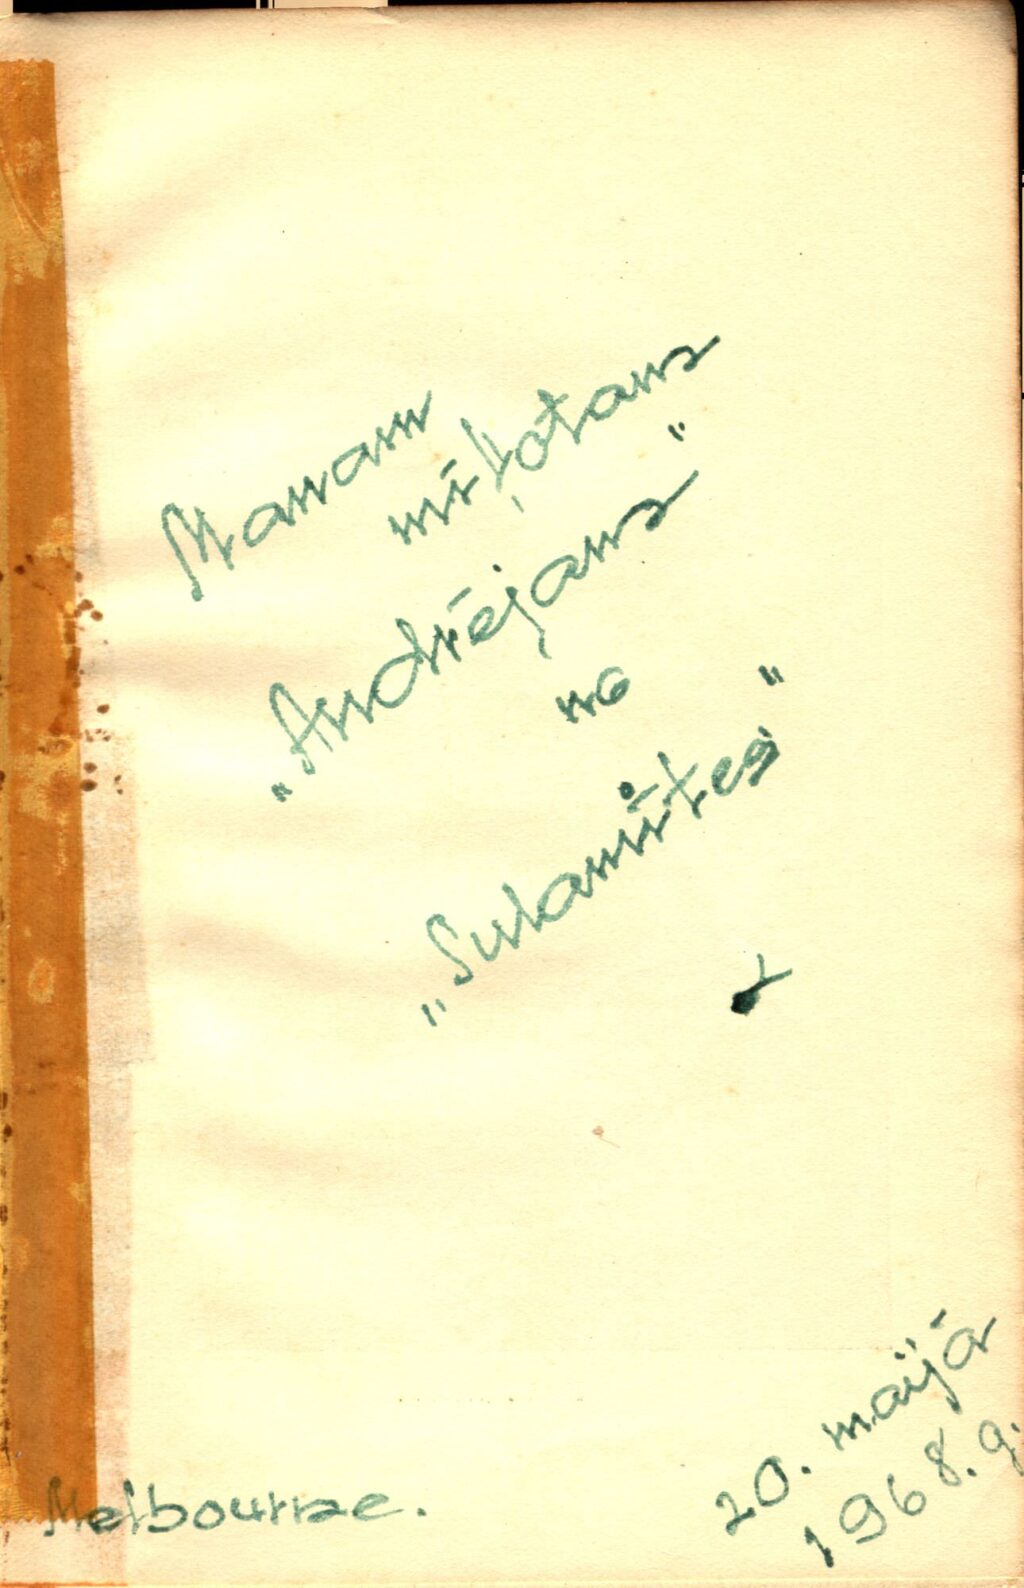 Manam
mīļotam
„Andrējam"
no
„Sulamītes"
Melbourne.
20. maijā
1968. g.